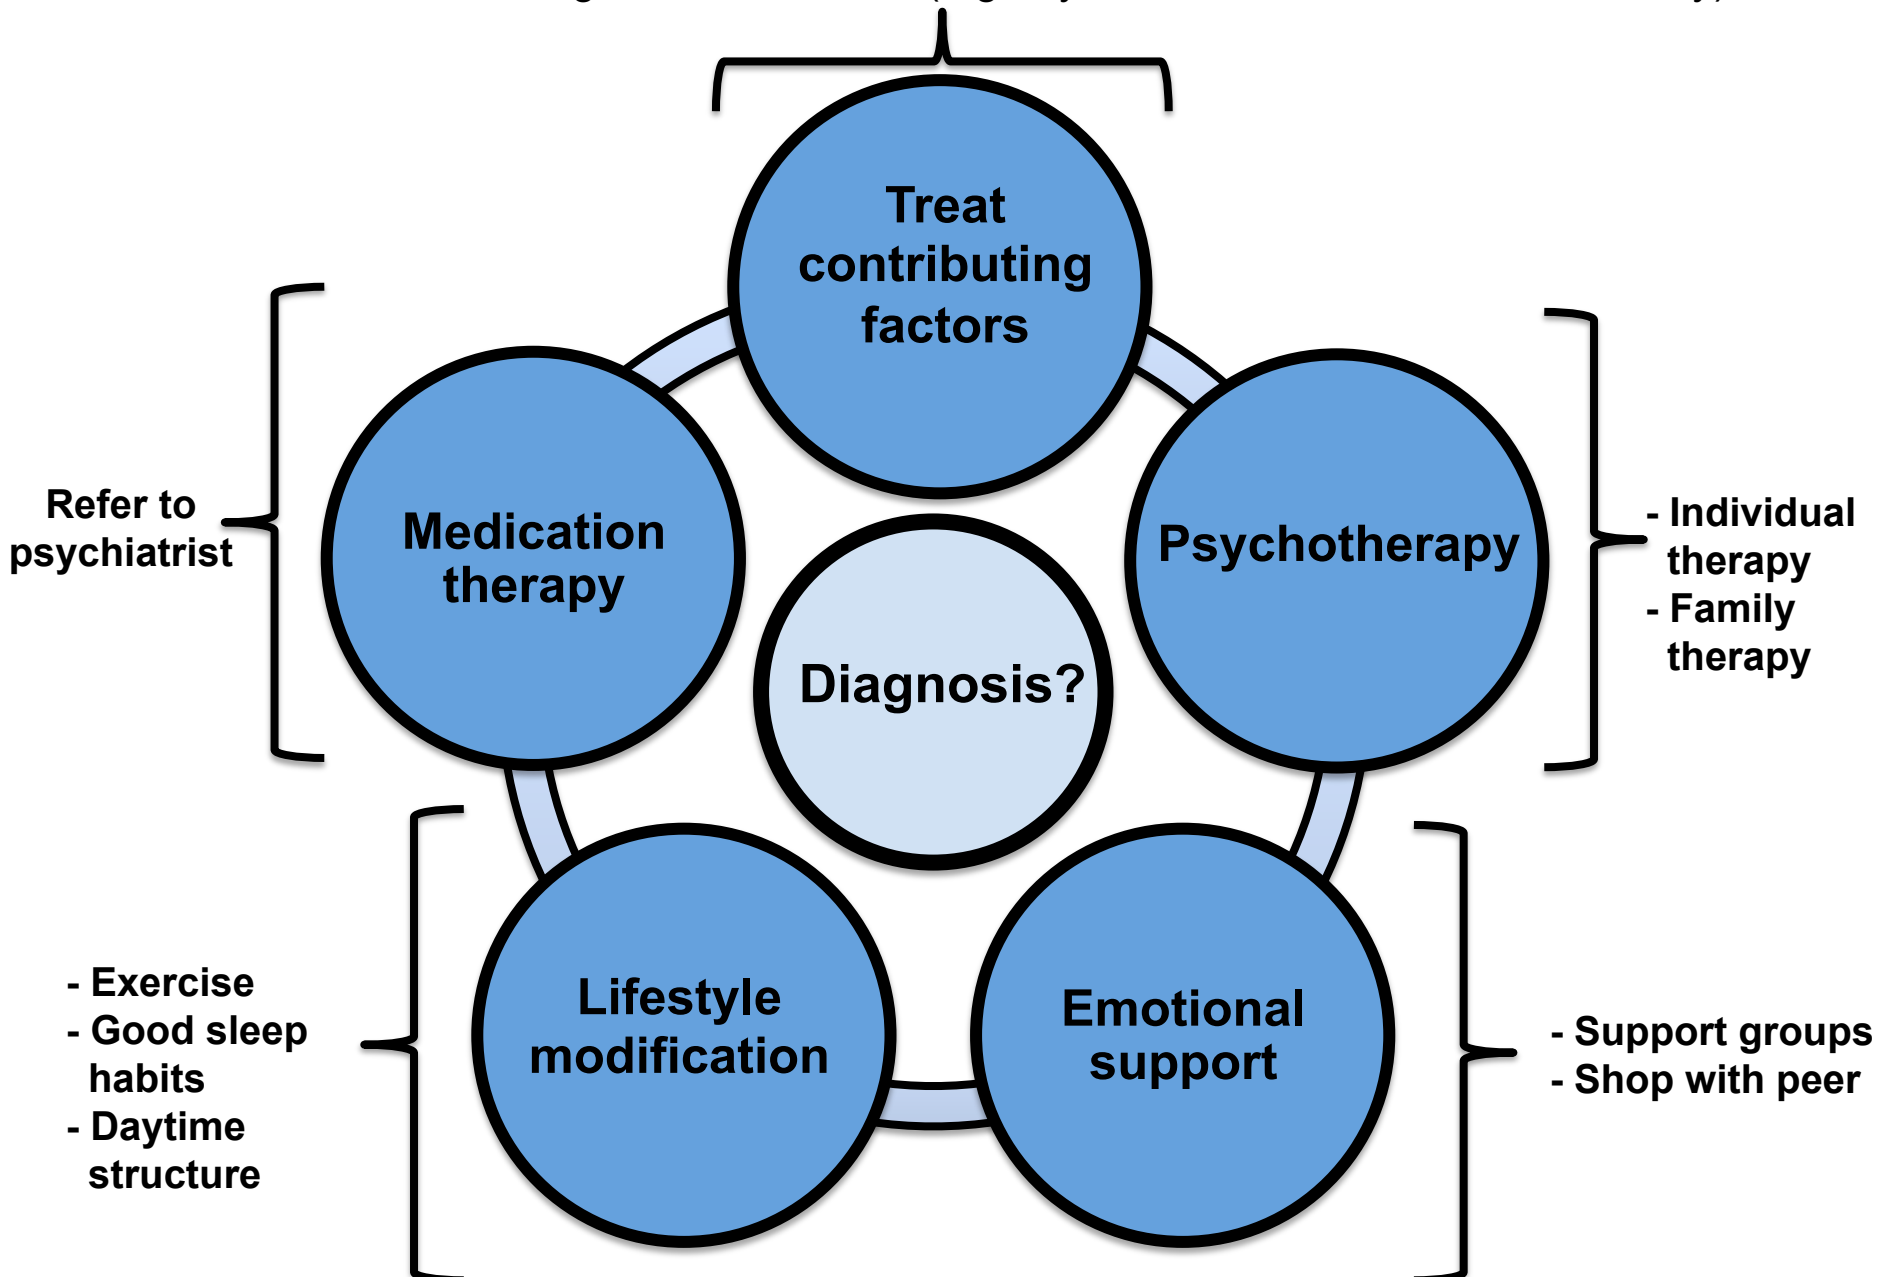 Treat
contributing
factors
Medication
therapy
Psychotherapy
Diagnosis?
Lifestyle
modification
Emotional
support
Refer to
psychiatrist
- Individual
therapy
- Family
therapy
- Exercise
- Good sleep
habits
- Daytime
structure
- Support groups
- Shop with peer